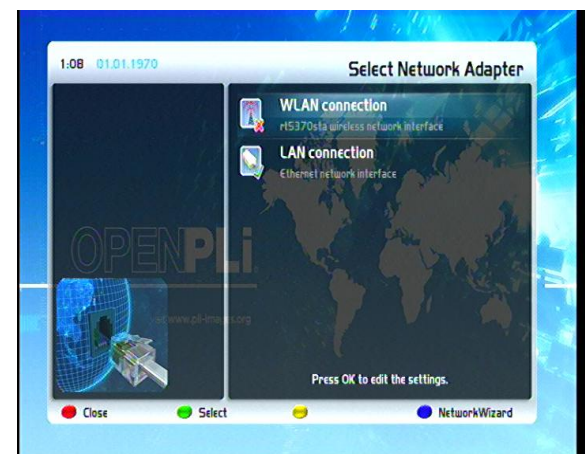 1:08 01.01.1970
Select Network Adapter
WLAN connection
rt5370sta wireless network interface
LAN connection
Ethernet network interface
OPENPLi
www.pli-images.org
Press OK to edit the settings.
Close Select NetworkWizard